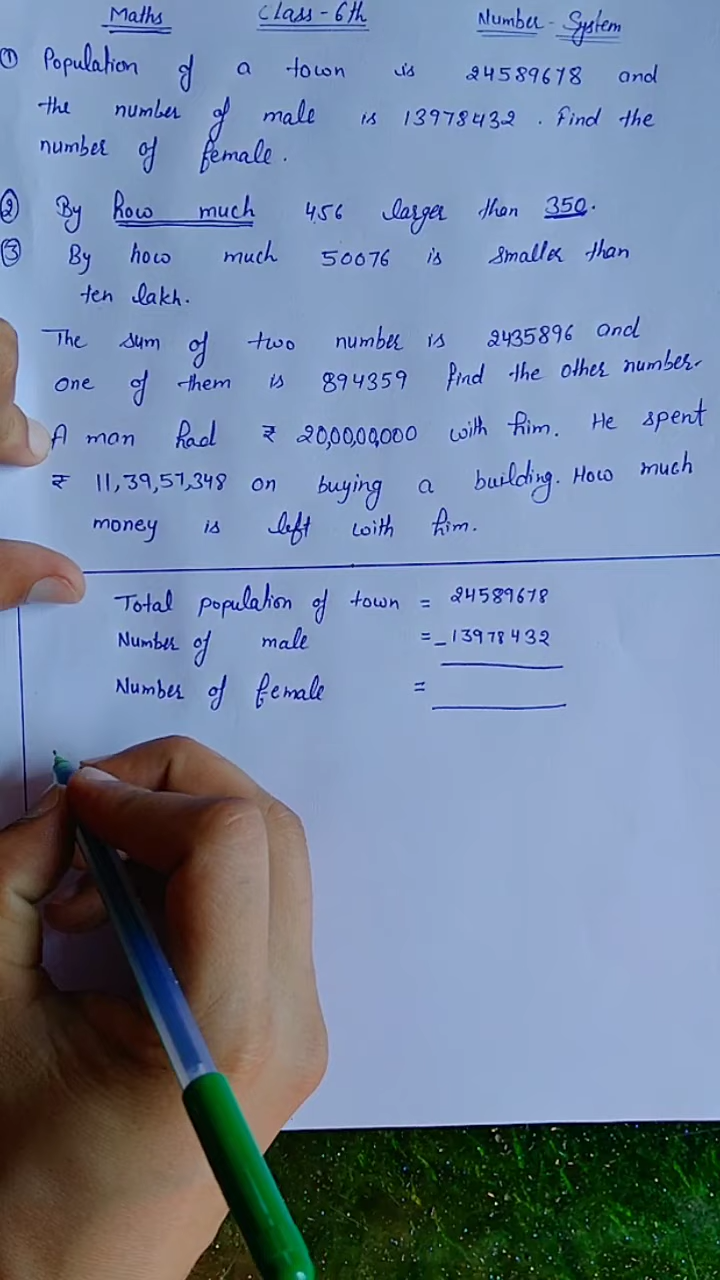 Maths Class-6th Number-System
① Population of a town is 24589678 and
the number of male is 13978432. Find the
number of female.
② By how much 456 larger than 350.
③ By how much 50076 is smaller than
ten lakh.
The sum of two number is 2435896 and
one of them is 894359 find the other number.
A man had ₹ 20,00,00,000 with him. He spent
₹ 11,39,57,348 on buying a building. How much
money is left with him.
Total population of town = 24589678
Number of male = - 13978432
Number of female =